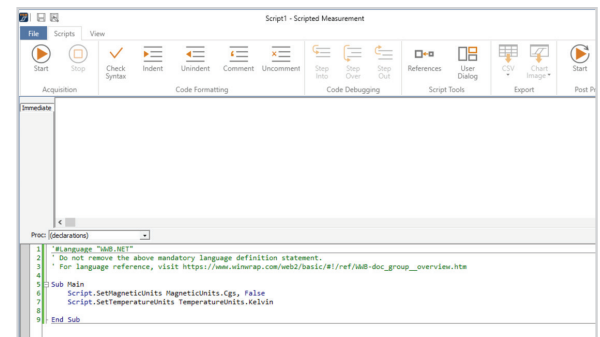 Script1 - Scripted Measurement
File Scripts View
Start Stop Check Syntax Indent Unindent Comment Uncomment Step Into Step Over Step Out References User Dialog CSV Chart Image Start
Acquisition Code Formatting Code Debugging Script Tools Export Post Pr
Immediate
Proc: (declarations)
1 '#Language "WWB.NET"
2 ' Do not remove the above mandatory language definition statement.
3 ' For language reference, visit https://www.winwrap.com/web2/basic/#!/ref/WWB-doc_group__overview.htm
4
5 Sub Main
6 Script.SetMagneticUnits MagneticUnits.Cgs, False
7 Script.SetTemperatureUnits TemperatureUnits.Kelvin
8
9 End Sub